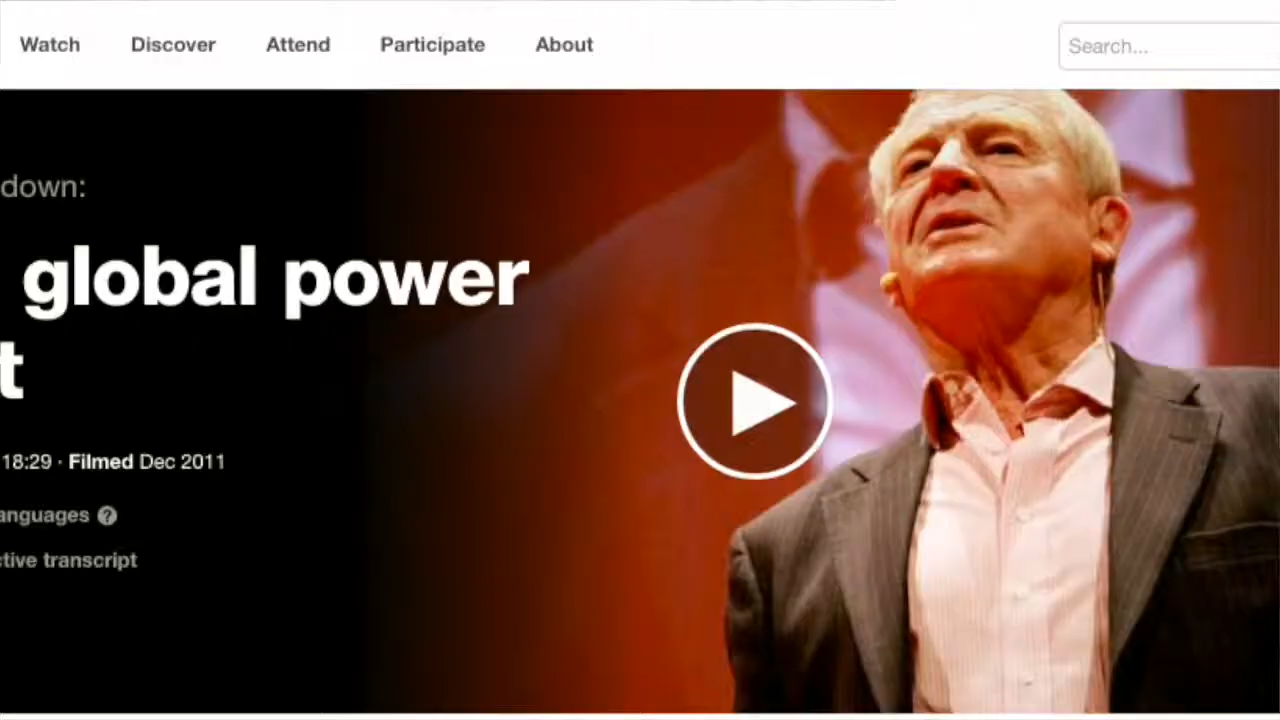 Watch Discover Attend Participate About Search...
down:
global power
t
18:29 · Filmed Dec 2011
anguages ?
ctive transcript